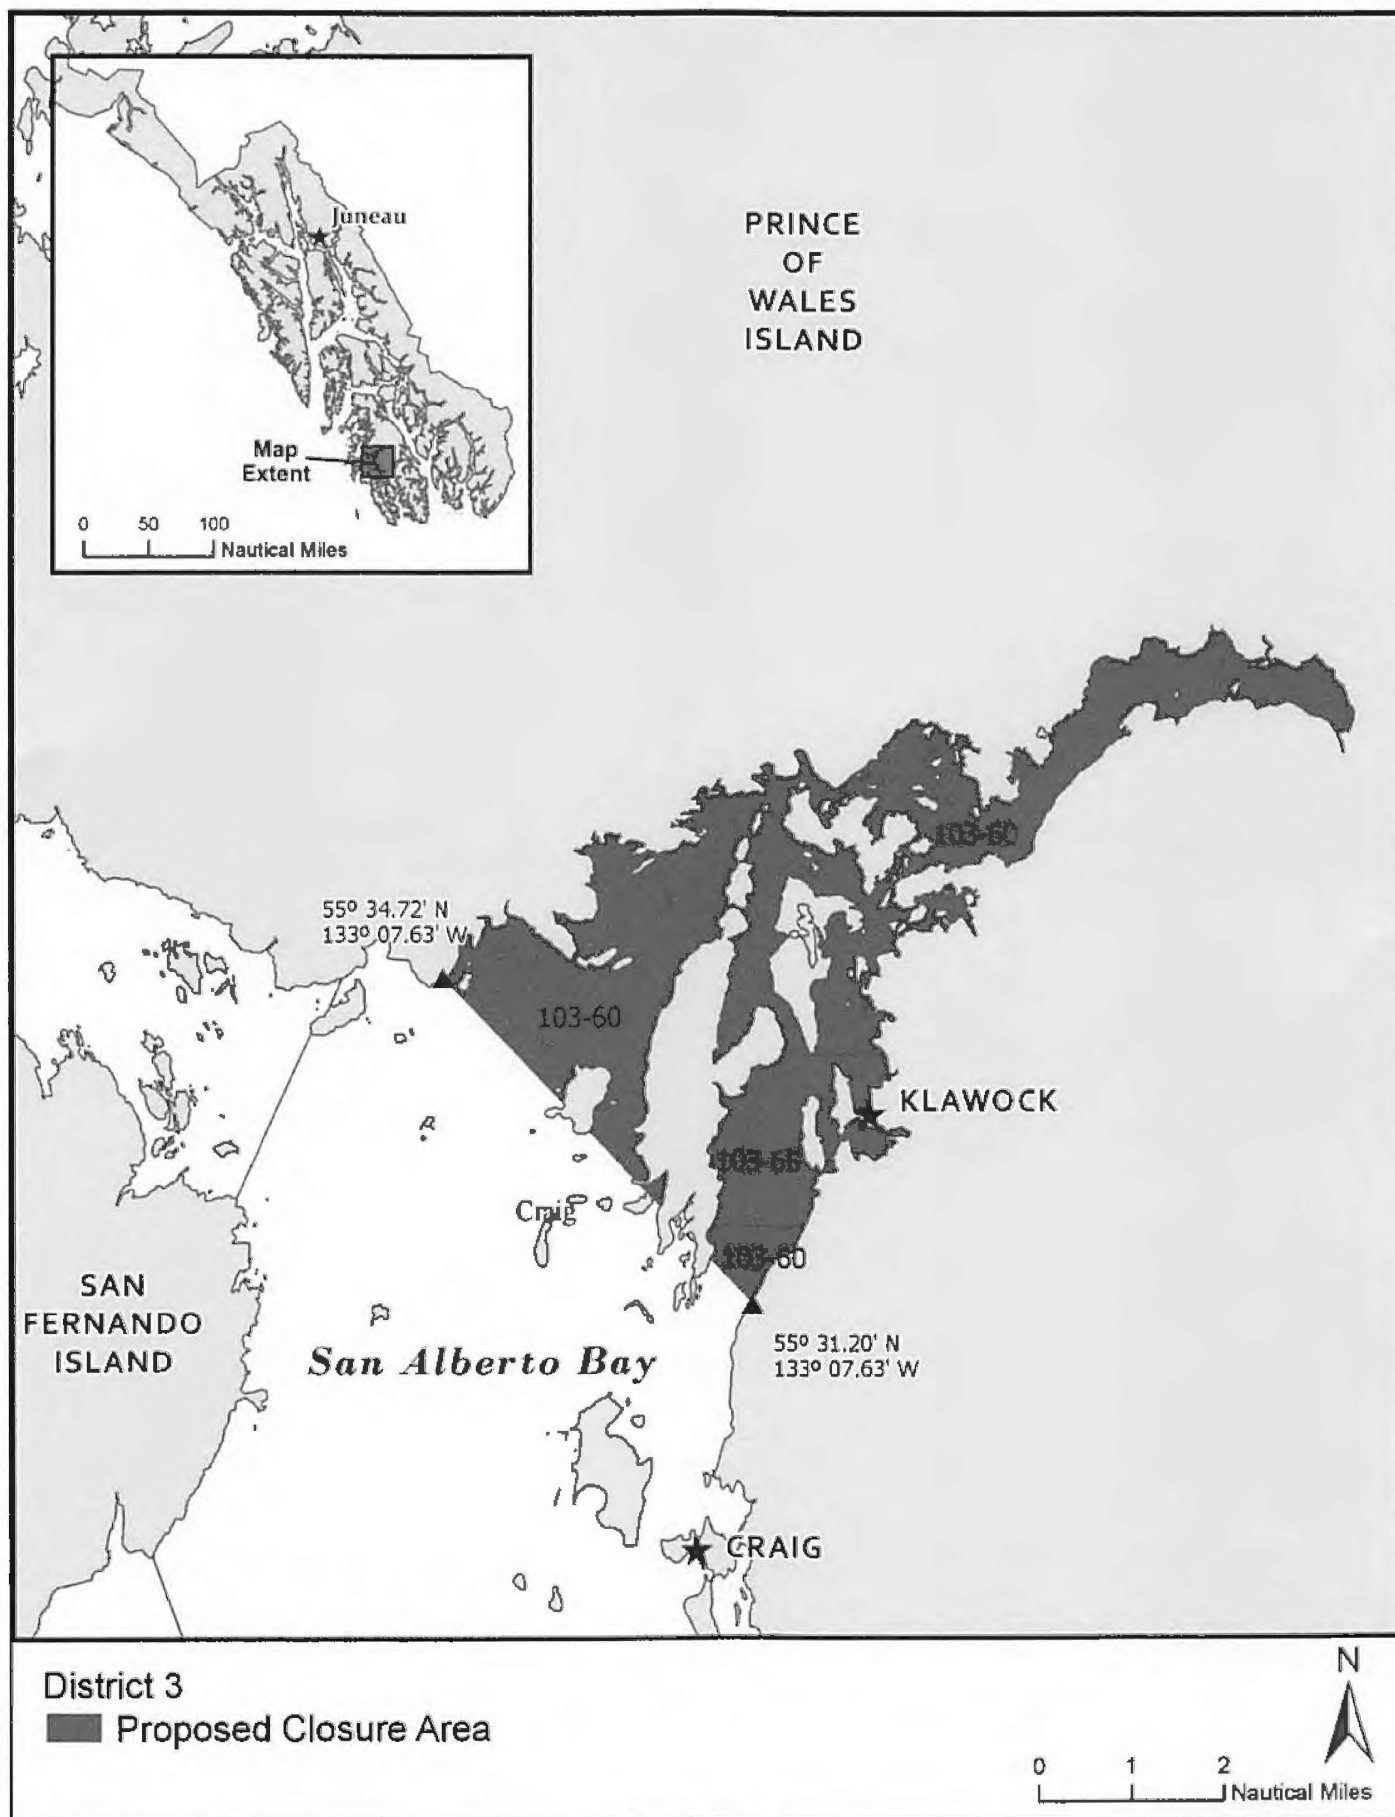 Juneau
Map
Extent
0 50 100
Nautical Miles
PRINCE
OF
WALES
ISLAND
103-60
55º 34.72' N
133º 07.63' W
103-60
KLAWOCK
Craig
103-60
SAN
FERNANDO
ISLAND
San Alberto Bay
55º 31.20' N
133º 07.63' W
CRAIG
District 3
Proposed Closure Area
N
0 1 2
Nautical Miles